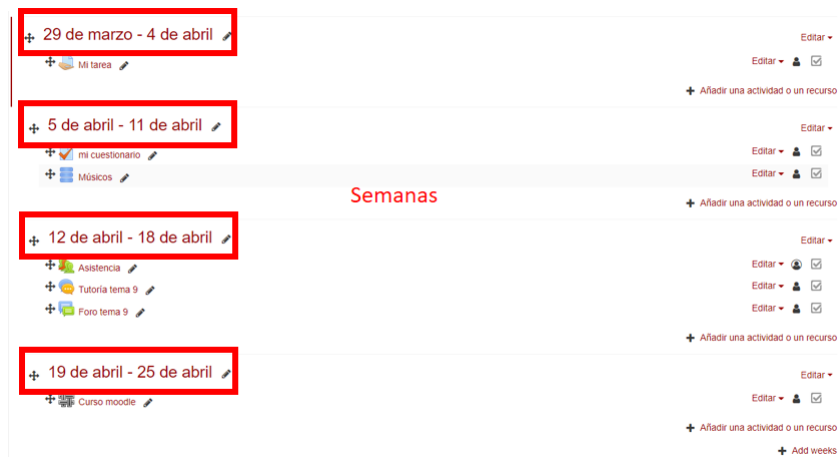 29 de marzo - 4 de abril
Editar
Mi tarea
Editar
Añadir una actividad o un recurso
5 de abril - 11 de abril
Editar
mi cuestionario
Editar
Músicos
Editar
Semanas
Añadir una actividad o un recurso
12 de abril - 18 de abril
Editar
Asistencia
Editar
Tutoría tema 9
Editar
Foro tema 9
Editar
Añadir una actividad o un recurso
19 de abril - 25 de abril
Editar
Curso moodle
Editar
Añadir una actividad o un recurso
Add weeks